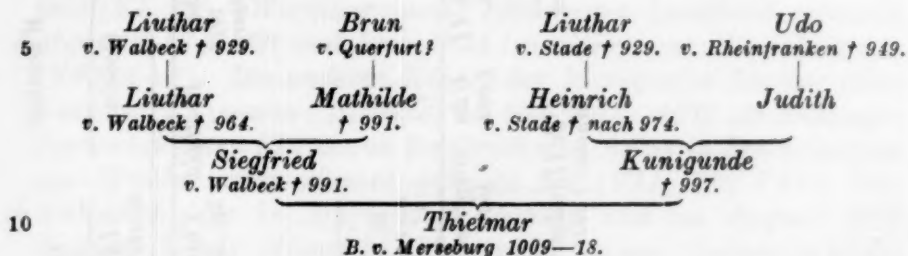 Liuthar Brun Liuthar Udo
5 v. Walbeck † 929. v. Querfurt? v. Stade † 929. v. Rheinfranken † 949.
Liuthar Mathilde Heinrich Judith
v. Walbeck † 964. † 991. v. Stade † nach 974.
Siegfried Kunigunde
v. Walbeck † 991. † 997.
10 Thietmar
B. v. Merseburg 1009—18.